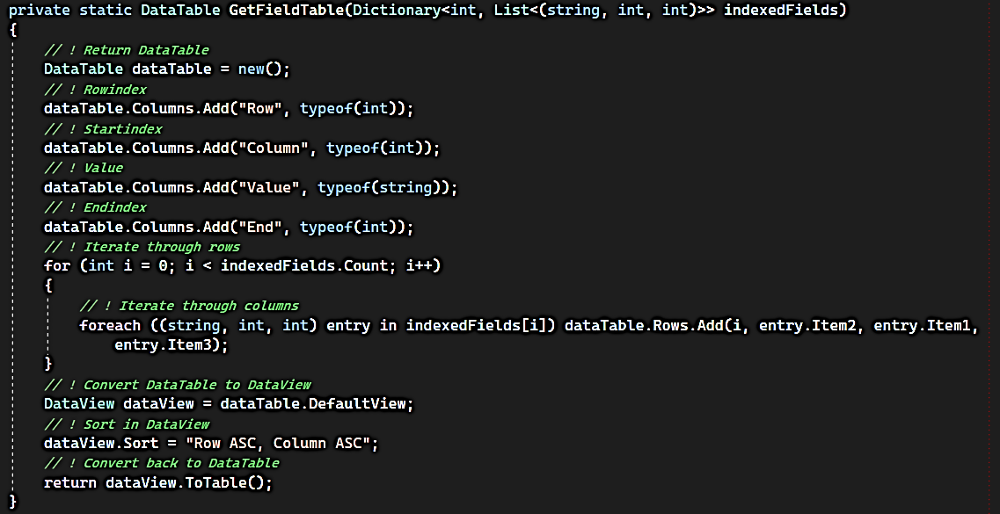 private static DataTable GetFieldTable(Dictionary<int, List<(string, int, int)>> indexedFields)
{
// ! Return DataTable
DataTable dataTable = new();
// ! Rowindex
dataTable.Columns.Add("Row", typeof(int));
// ! Startindex
dataTable.Columns.Add("Column", typeof(int));
// ! Value
dataTable.Columns.Add("Value", typeof(string));
// ! Endindex
dataTable.Columns.Add("End", typeof(int));
// ! Iterate through rows
for (int i = 0; i < indexedFields.Count; i++)
{
// ! Iterate through columns
foreach ((string, int, int) entry in indexedFields[i]) dataTable.Rows.Add(i, entry.Item2, entry.Item1,
entry.Item3);
}
// ! Convert DataTable to DataView
DataView dataView = dataTable.DefaultView;
// ! Sort in DataView
dataView.Sort = "Row ASC, Column ASC";
// ! Convert back to DataTable
return dataView.ToTable();
}